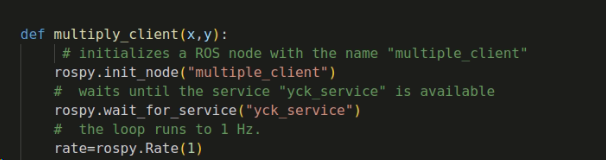 def multiply_client(x,y):
# initializes a ROS node with the name "multiple_client"
rospy.init_node("multiple_client")
#  waits until the service "yck_service" is available
rospy.wait_for_service("yck_service")
#  the loop runs to 1 Hz.
rate=rospy.Rate(1)